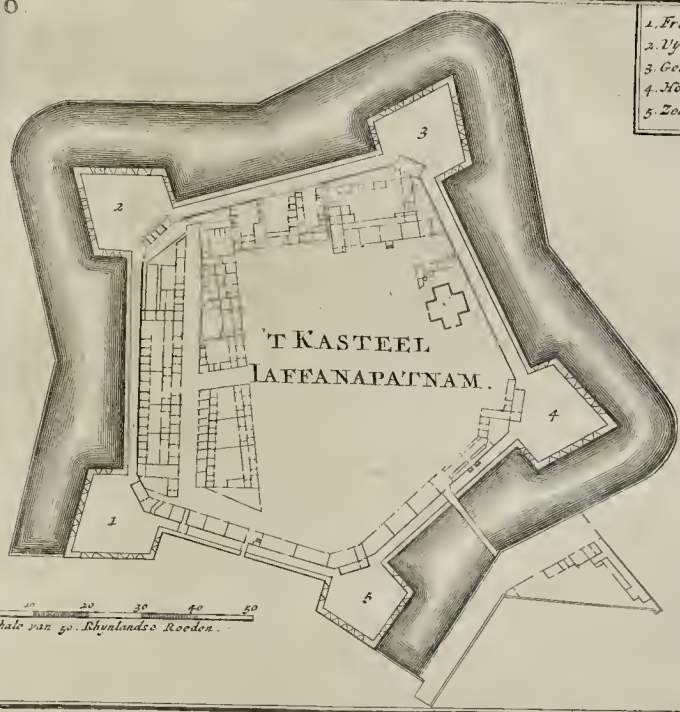 O.
1. Fr
2. Vy
3. Ge
4. Ho
5. Ze
3
2
'T KASTEEL
IAFFANAPATNAM.
4
1
5
10 20 30 40 50
hale van 50. Rhynlandse Roeden.